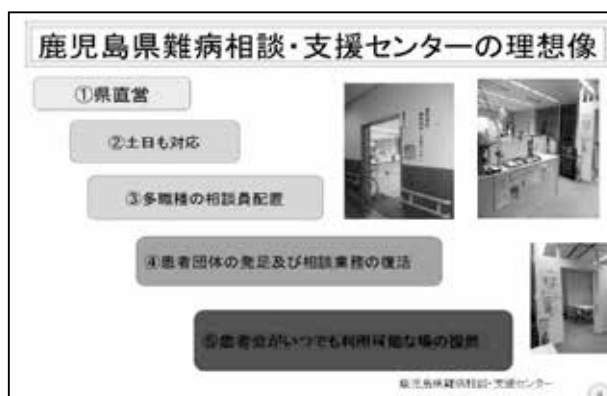 鹿児島県難病相談・支援センターの理想像
①県直営
②土日も対応
③多職種の相談員配置
④患者団体の発足及び相談業務の復活
⑤患者会がいつでも利用可能な場の提供
鹿児島県難病相談・支援センター